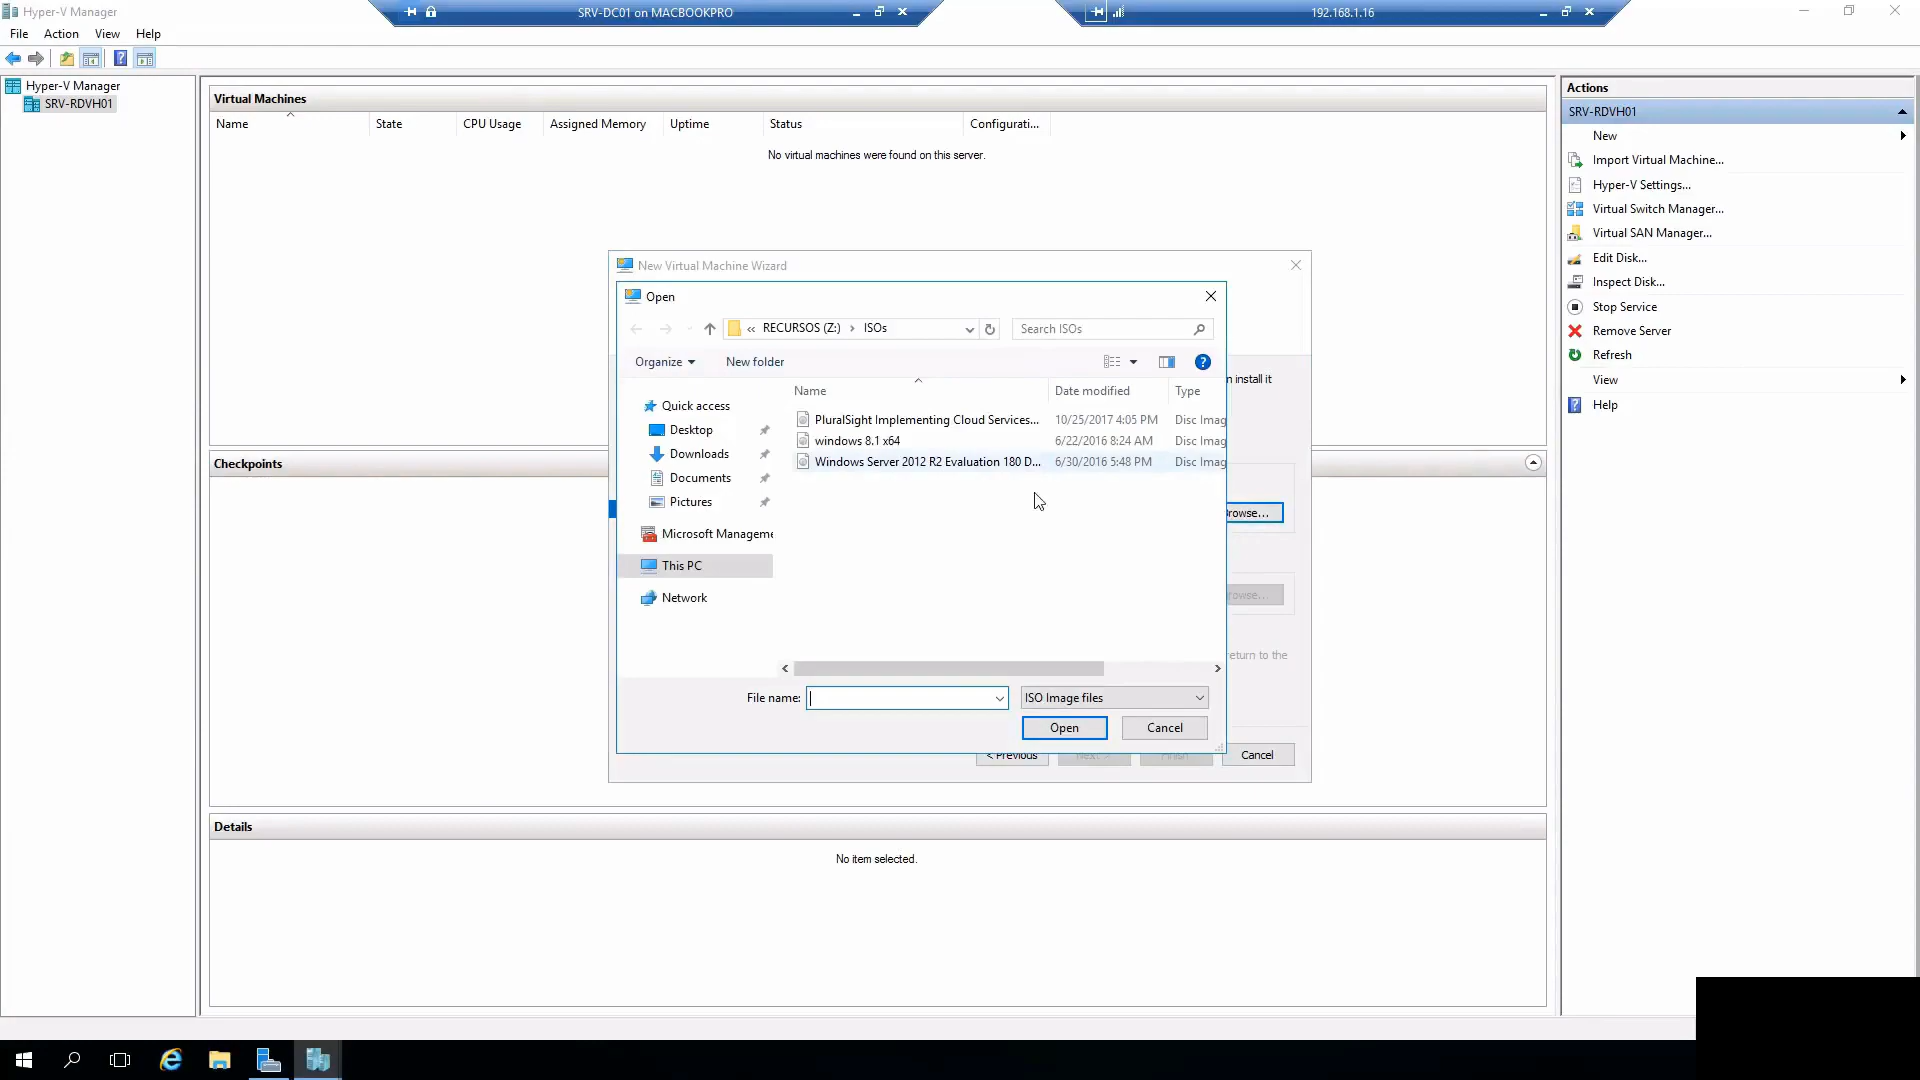 Hyper-V Manager
SRV-DC01 on MACBOOKPRO
192.168.1.16
File Action View Help
Hyper-V Manager
SRV-RDVH01
Virtual Machines
Name State CPU Usage Assigned Memory Uptime Status Configurati...
No virtual machines were found on this server.
New Virtual Machine Wizard
Open
« RECURSOS (Z:) › ISOs
Search ISOs
Organize
New folder
n install it
Name Date modified Type
Quick access
Desktop
Downloads
Documents
Pictures
Microsoft Manageme
This PC
Network
PluralSight Implementing Cloud Services... 10/25/2017 4:05 PM Disc Imag
windows 8.1 x64 6/22/2016 8:24 AM Disc Imag
Windows Server 2012 R2 Evaluation 180 D... 6/30/2016 5:48 PM Disc Imag
rowse...
rowse...
eturn to the
File name:
ISO Image files
Open
Cancel
< Previous
Next >
Finish
Cancel
Checkpoints
Details
No item selected.
Actions
SRV-RDVH01
New
Import Virtual Machine...
Hyper-V Settings...
Virtual Switch Manager...
Virtual SAN Manager...
Edit Disk...
Inspect Disk...
Stop Service
Remove Server
Refresh
View
Help